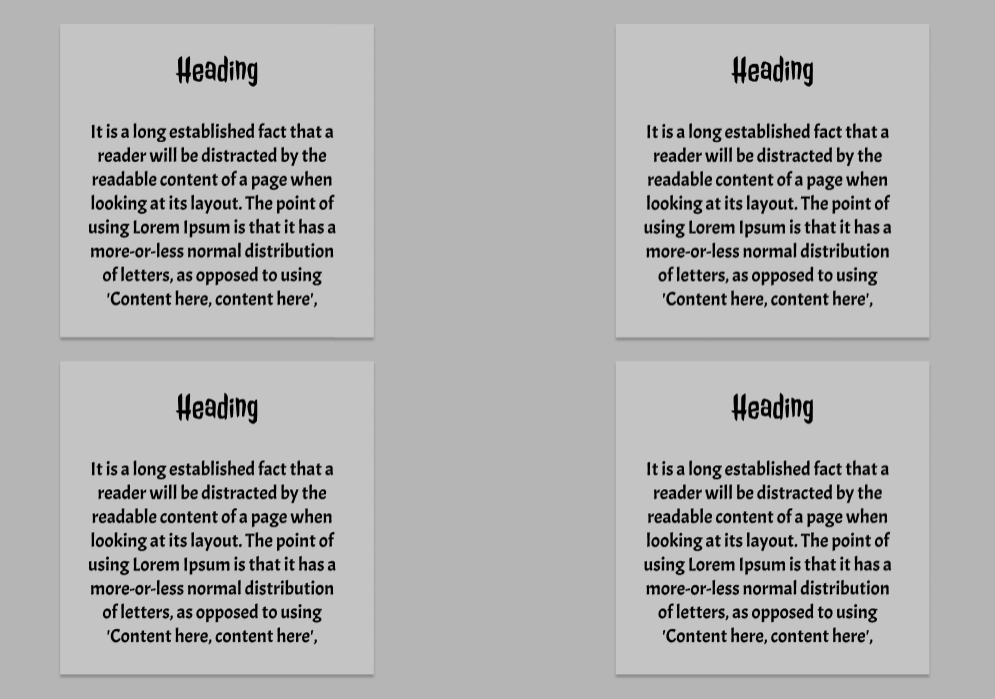 Heading
It is a long established fact that a
reader will be distracted by the
readable content of a page when
looking at its layout. The point of
using Lorem Ipsum is that it has a
more-or-less normal distribution
of letters, as opposed to using
'Content here, content here',
Heading
It is a long established fact that a
reader will be distracted by the
readable content of a page when
looking at its layout. The point of
using Lorem Ipsum is that it has a
more-or-less normal distribution
of letters, as opposed to using
'Content here, content here',
Heading
It is a long established fact that a
reader will be distracted by the
readable content of a page when
looking at its layout. The point of
using Lorem Ipsum is that it has a
more-or-less normal distribution
of letters, as opposed to using
'Content here, content here',
Heading
It is a long established fact that a
reader will be distracted by the
readable content of a page when
looking at its layout. The point of
using Lorem Ipsum is that it has a
more-or-less normal distribution
of letters, as opposed to using
'Content here, content here',